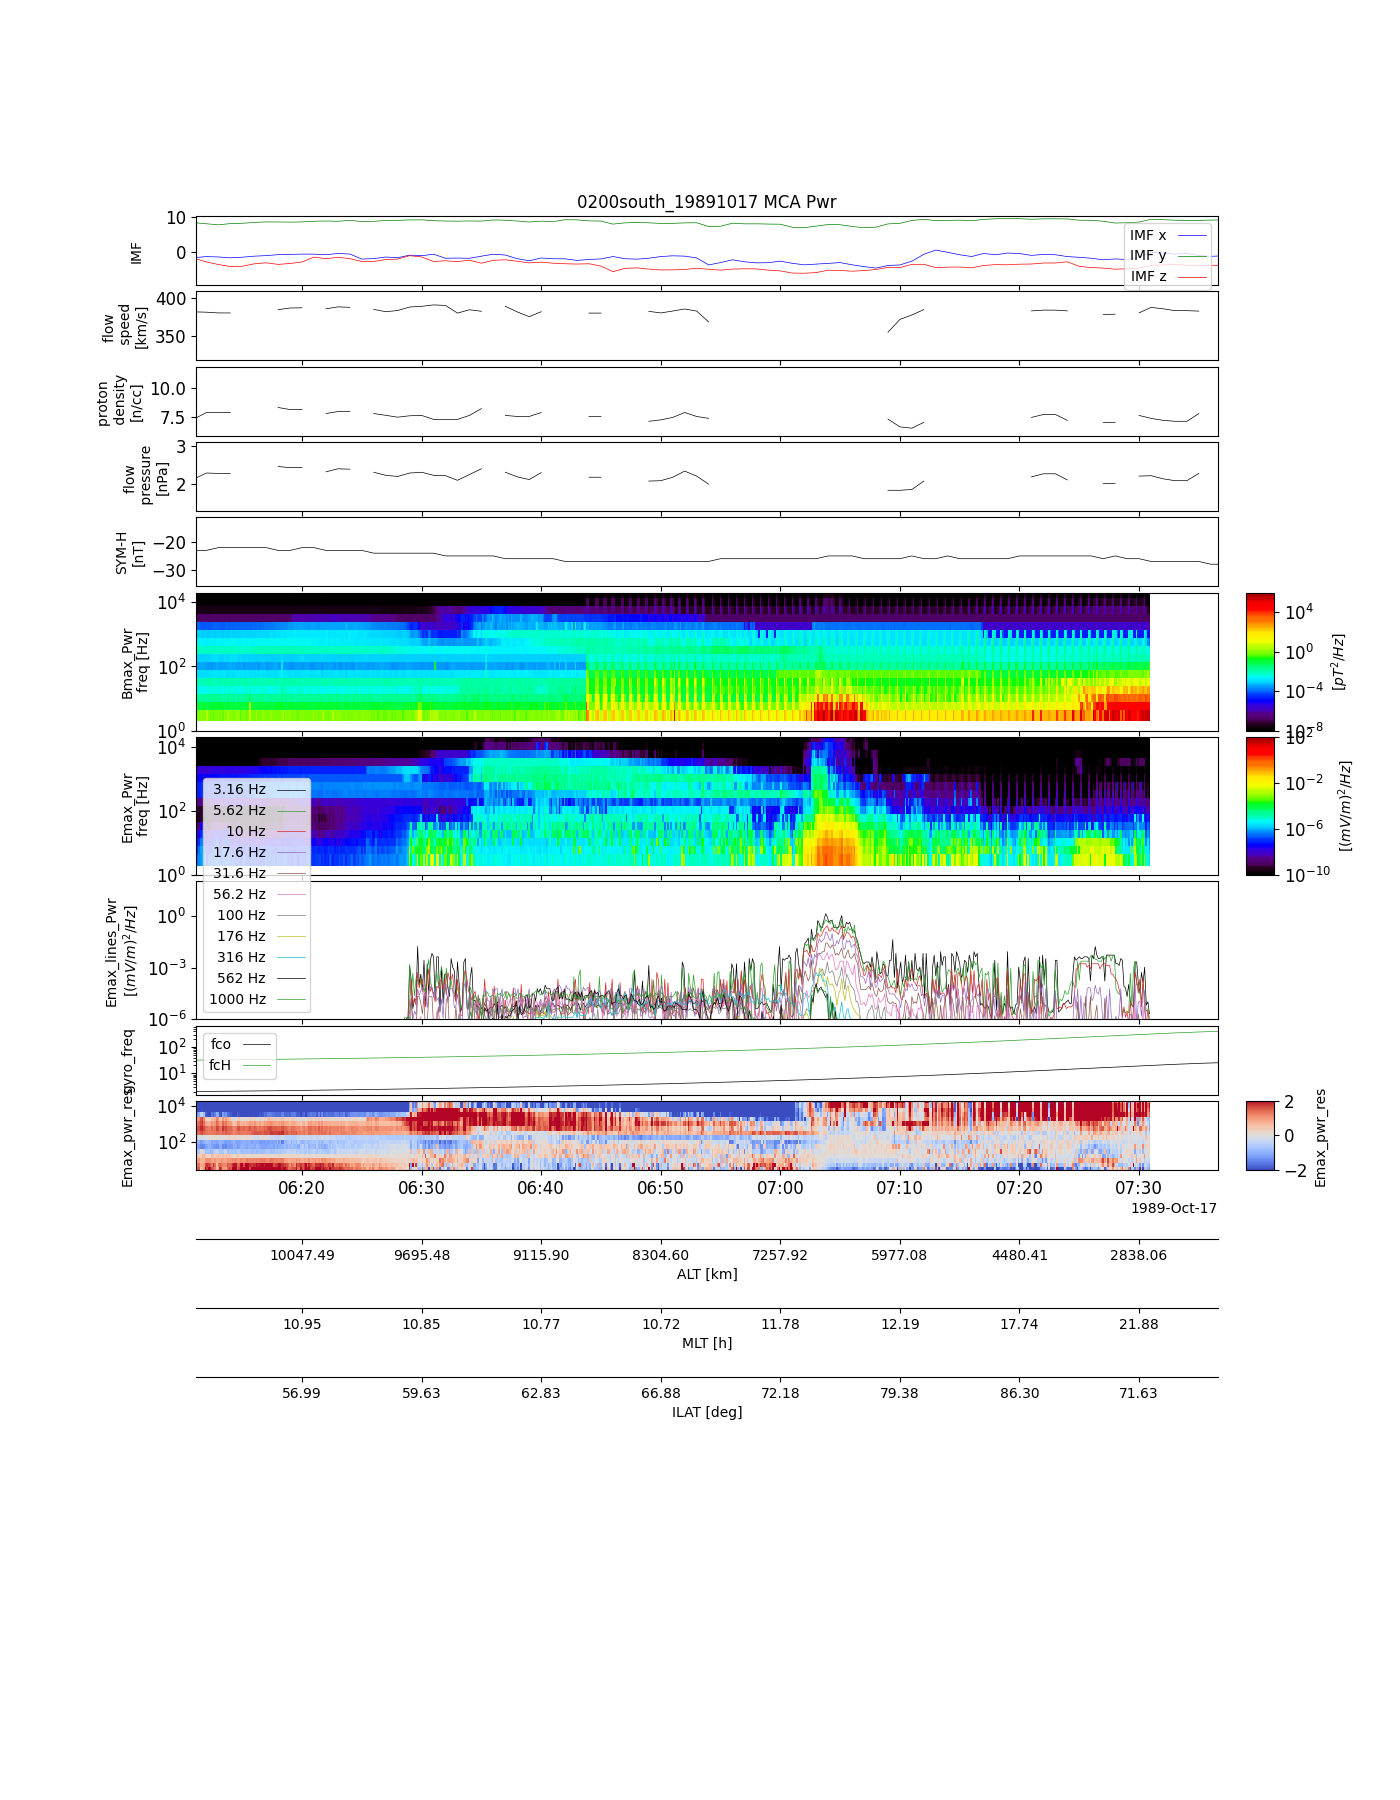 0200south_19891017 MCA Pwr
10
0
IMF
IMF x
IMF y
IMF z
400
350
flow
speed
[km/s]
10.0
7.5
proton
density
[n/cc]
3
2
flow
pressure
[nPa]
−20
−30
SYM-H
[nT]
10^4
10^2
10^0
Bmax_Pwr
freq [Hz]
10^4
10^0
10^−4
10^−8
[pT^2/Hz]
10^4
10^2
10^0
Emax_Pwr
freq [Hz]
10^2
10^−2
10^−6
10^−10
[(mV/m)^2/Hz]
3.16 Hz
5.62 Hz
10 Hz
17.6 Hz
31.6 Hz
56.2 Hz
100 Hz
176 Hz
316 Hz
562 Hz
1000 Hz
10^0
10^−3
10^−6
Emax_lines_Pwr
[(mV/m)^2/Hz]
10^2
10^1
gyro_freq
fco
fcH
10^4
10^2
Emax_pwr_res
2
0
−2
Emax_pwr_res
06:20 06:30 06:40 06:50 07:00 07:10 07:20 07:30
1989-Oct-17
10047.49 9695.48 9115.90 8304.60 7257.92 5977.08 4480.41 2838.06
ALT [km]
10.95 10.85 10.77 10.72 11.78 12.19 17.74 21.88
MLT [h]
56.99 59.63 62.83 66.88 72.18 79.38 86.30 71.63
ILAT [deg]